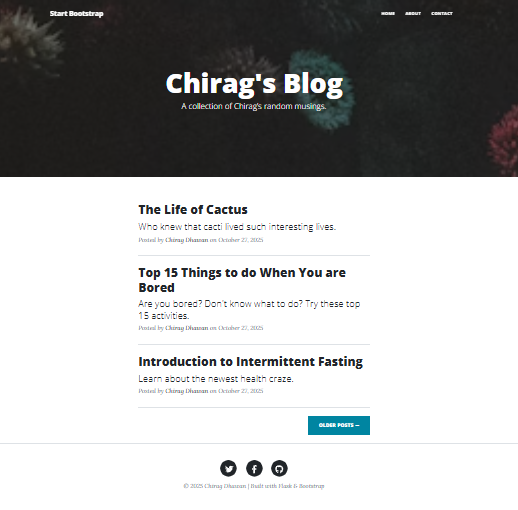 Start Bootstrap
HOME ABOUT CONTACT
Chirag's Blog
A collection of Chirag's random musings.
The Life of Cactus
Who knew that cacti lived such interesting lives.
Posted by Chirag Dhawan on October 27, 2025
Top 15 Things to do When You are
Bored
Are you bored? Don't know what to do? Try these top
15 activities.
Posted by Chirag Dhawan on October 27, 2025
Introduction to Intermittent Fasting
Learn about the newest health craze.
Posted by Chirag Dhawan on October 27, 2025
OLDER POSTS →
© 2025 Chirag Dhawan | Built with Flask & Bootstrap